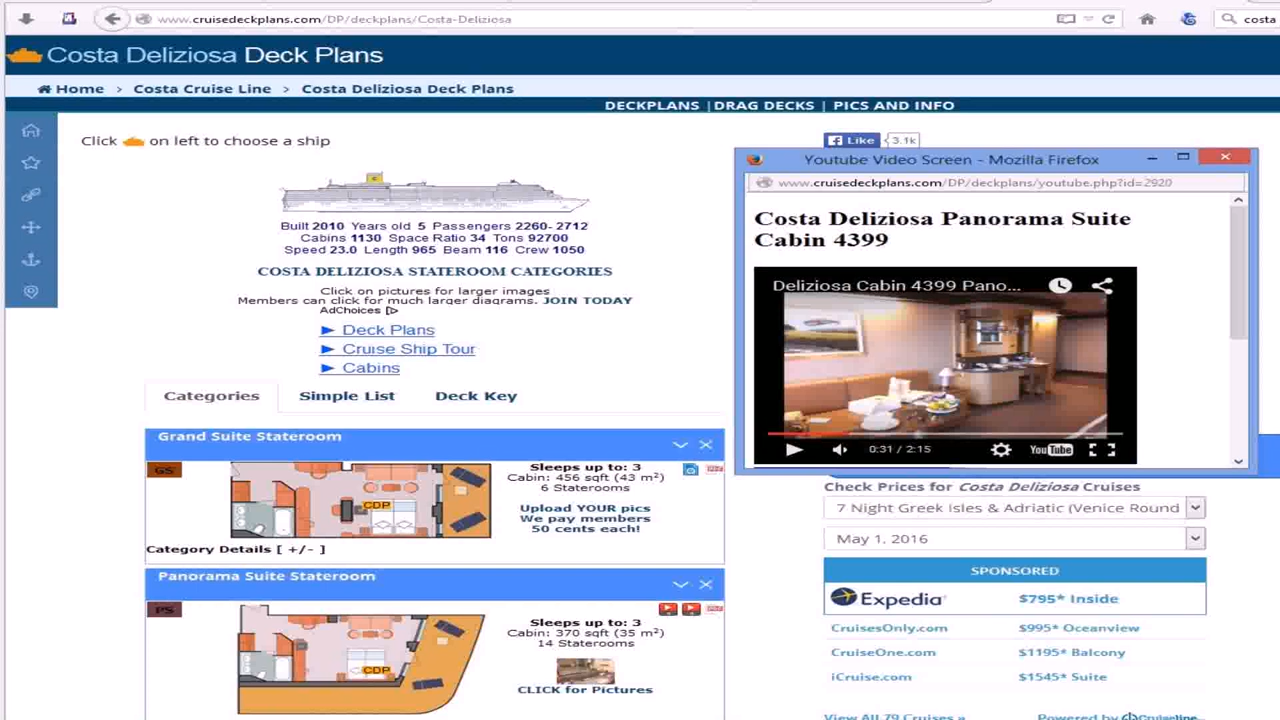 www.cruisedeckplans.com/DP/deckplans/Costa-Deliziosa
costa
Costa Deliziosa Deck Plans
Home > Costa Cruise Line > Costa Deliziosa Deck Plans
DECKPLANS | DRAG DECKS | PICS AND INFO
Click on left to choose a ship
Like 3.1k
Built 2010 Years old 5 Passengers 2260- 2712
Cabins 1130 Space Ratio 34 Tons 92700
Speed 23.0 Length 965 Beam 116 Crew 1050
COSTA DELIZIOSA STATEROOM CATEGORIES
Click on pictures for larger images
Members can click for much larger diagrams. JOIN TODAY
AdChoices
► Deck Plans
► Cruise Ship Tour
► Cabins
Categories Simple List Deck Key
Grand Suite Stateroom
GS
CDP
Sleeps up to: 3
Cabin: 456 sqft (43 m²)
6 Staterooms
Upload YOUR pics
We pay members
50 cents each!
Category Details [ +/- ]
Panorama Suite Stateroom
PS
CDP
Sleeps up to: 3
Cabin: 370 sqft (35 m²)
14 Staterooms
CLICK for Pictures
Youtube Video Screen - Mozilla Firefox
www.cruisedeckplans.com/DP/deckplans/youtube.php?id=2920
Costa Deliziosa Panorama Suite
Cabin 4399
Deliziosa Cabin 4399 Pano...
0:31 / 2:15
YouTube
Check Prices for Costa Deliziosa Cruises
7 Night Greek Isles & Adriatic (Venice Round
May 1, 2016
SPONSORED
Expedia $795* Inside
CruisesOnly.com $995* Oceanview
CruiseOne.com $1195* Balcony
iCruise.com $1545* Suite
View All 79 Cruises a
Powered by Cruiseline